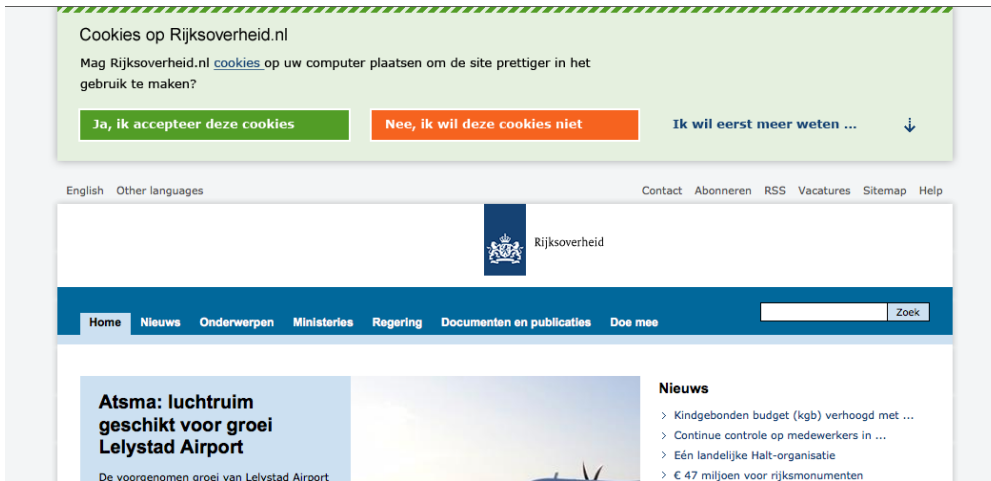 Cookies op Rijksoverheid.nl
Mag Rijksoverheid.nl cookies op uw computer plaatsen om de site prettiger in het
gebruik te maken?
Ja, ik accepteer deze cookies
Nee, ik wil deze cookies niet
Ik wil eerst meer weten ...
English Other languages
Contact Abonneren RSS Vacatures Sitemap Help
Rijksoverheid
Home Nieuws Onderwerpen Ministeries Regering Documenten en publicaties Doe mee
Zoek
Atsma: luchtruim
geschikt voor groei
Lelystad Airport
De voorgenomen groei van Lelystad Airport
Nieuws
Kindgebonden budget (kgb) verhoogd met ...
Continue controle op medewerkers in ...
Eén landelijke Halt-organisatie
€ 47 miljoen voor rijksmonumenten